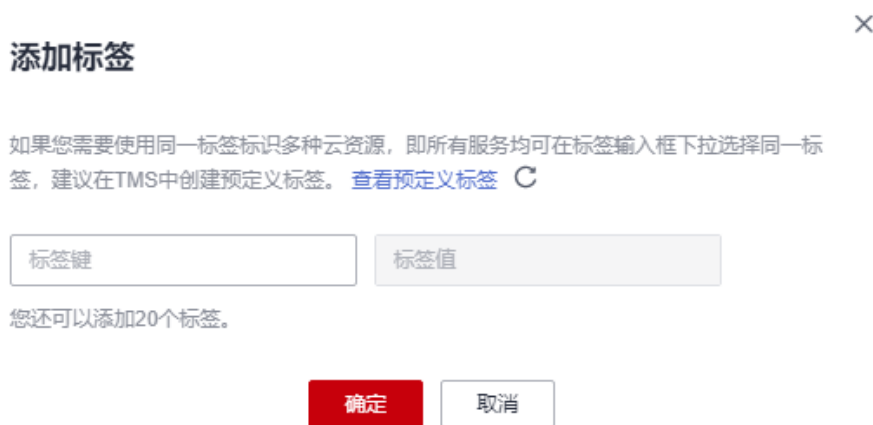 添加标签
如果您需要使用同一标签标识多种云资源，即所有服务均可在标签输入框下拉选择同一标
签，建议在TMS中创建预定义标签。 查看预定义标签
标签键 标签值
您还可以添加20个标签。
确定 取消